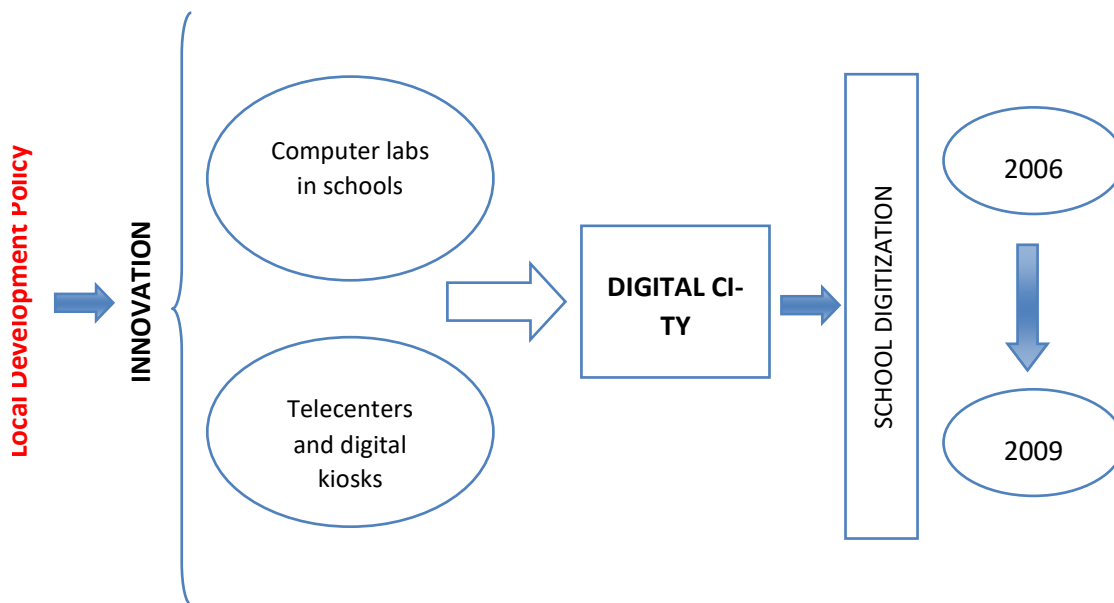 Local Development Policy
INNOVATION
Computer labs
in schools
Telecenters
and digital
kiosks
DIGITAL CI-
TY
SCHOOL DIGITIZATION
2006
2009